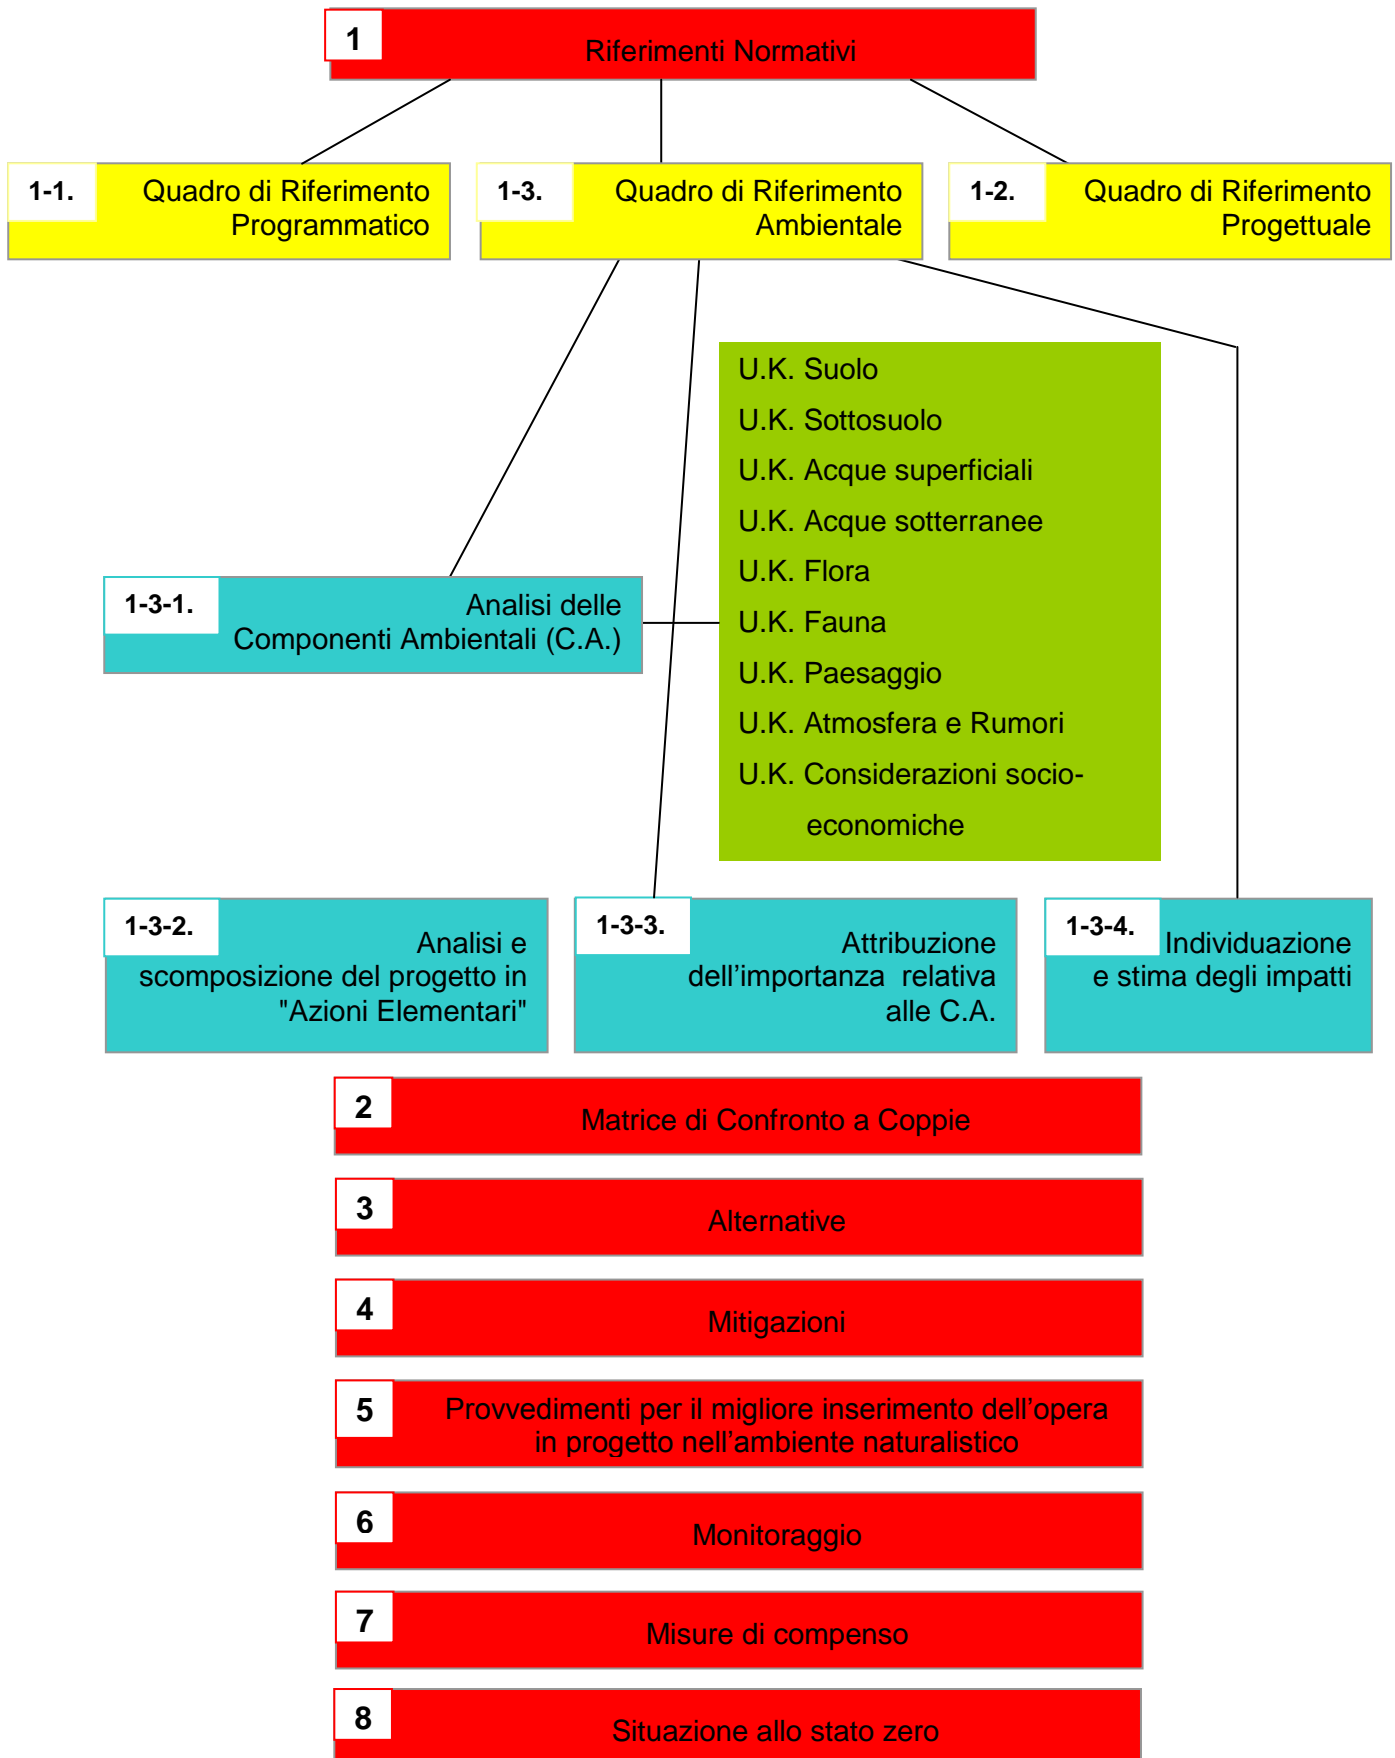 1
Riferimenti Normativi
1-1.
Quadro di Riferimento
Programmatico
1-3.
Quadro di Riferimento
Ambientale
1-2.
Quadro di Riferimento
Progettuale
U.K. Suolo
U.K. Sottosuolo
U.K. Acque superficiali
U.K. Acque sotterranee
U.K. Flora
U.K. Fauna
U.K. Paesaggio
U.K. Atmosfera e Rumori
U.K. Considerazioni socio-
economiche
1-3-1.
Analisi delle
Componenti Ambientali (C.A.)
1-3-2.
Analisi e
scomposizione del progetto in
"Azioni Elementari"
1-3-3.
Attribuzione
dell’importanza relativa
alle C.A.
1-3-4.
Individuazione
e stima degli impatti
2
Matrice di Confronto a Coppie
3
Alternative
4
Mitigazioni
5
Provvedimenti per il migliore inserimento dell’opera
in progetto nell’ambiente naturalistico
6
Monitoraggio
7
Misure di compenso
8
Situazione allo stato zero